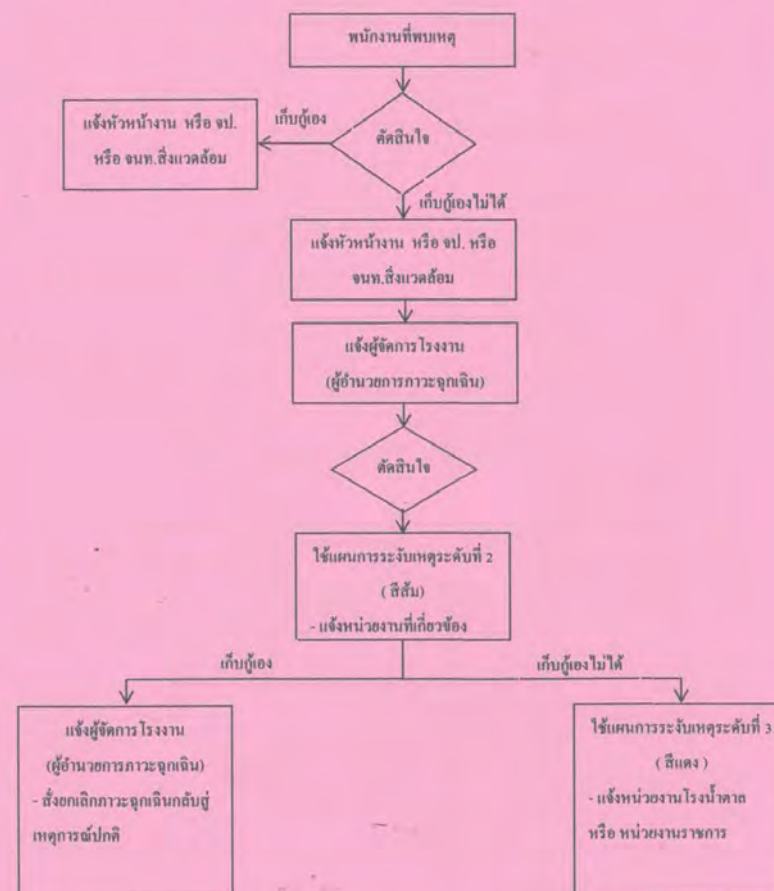 พนักงานที่พบเหตุ
ตัดสินใจ
เก็บกู้เอง
แจ้งหัวหน้างาน หรือ จป.
หรือ จนท.สิ่งแวดล้อม
เก็บกู้เองไม่ได้
แจ้งหัวหน้างาน หรือ จป. หรือ
จนท.สิ่งแวดล้อม
แจ้งผู้จัดการโรงงาน
(ผู้อำนวยการภาวะฉุกเฉิน)
ตัดสินใจ
ใช้แผนการระงับเหตุระดับที่ 2
( สีส้ม)
- แจ้งหน่วยงานที่เกี่ยวข้อง
เก็บกู้เอง
เก็บกู้เองไม่ได้
แจ้งผู้จัดการโรงงาน
(ผู้อำนวยการภาวะฉุกเฉิน)
- สั่งยกเลิกภาวะฉุกเฉินกลับสู่
เหตุการณ์ปกติ
ใช้แผนการระงับเหตุระดับที่ 3
( สีแดง )
- แจ้งหน่วยงานโรงน้ำตาล
หรือ หน่วยงานราชการ